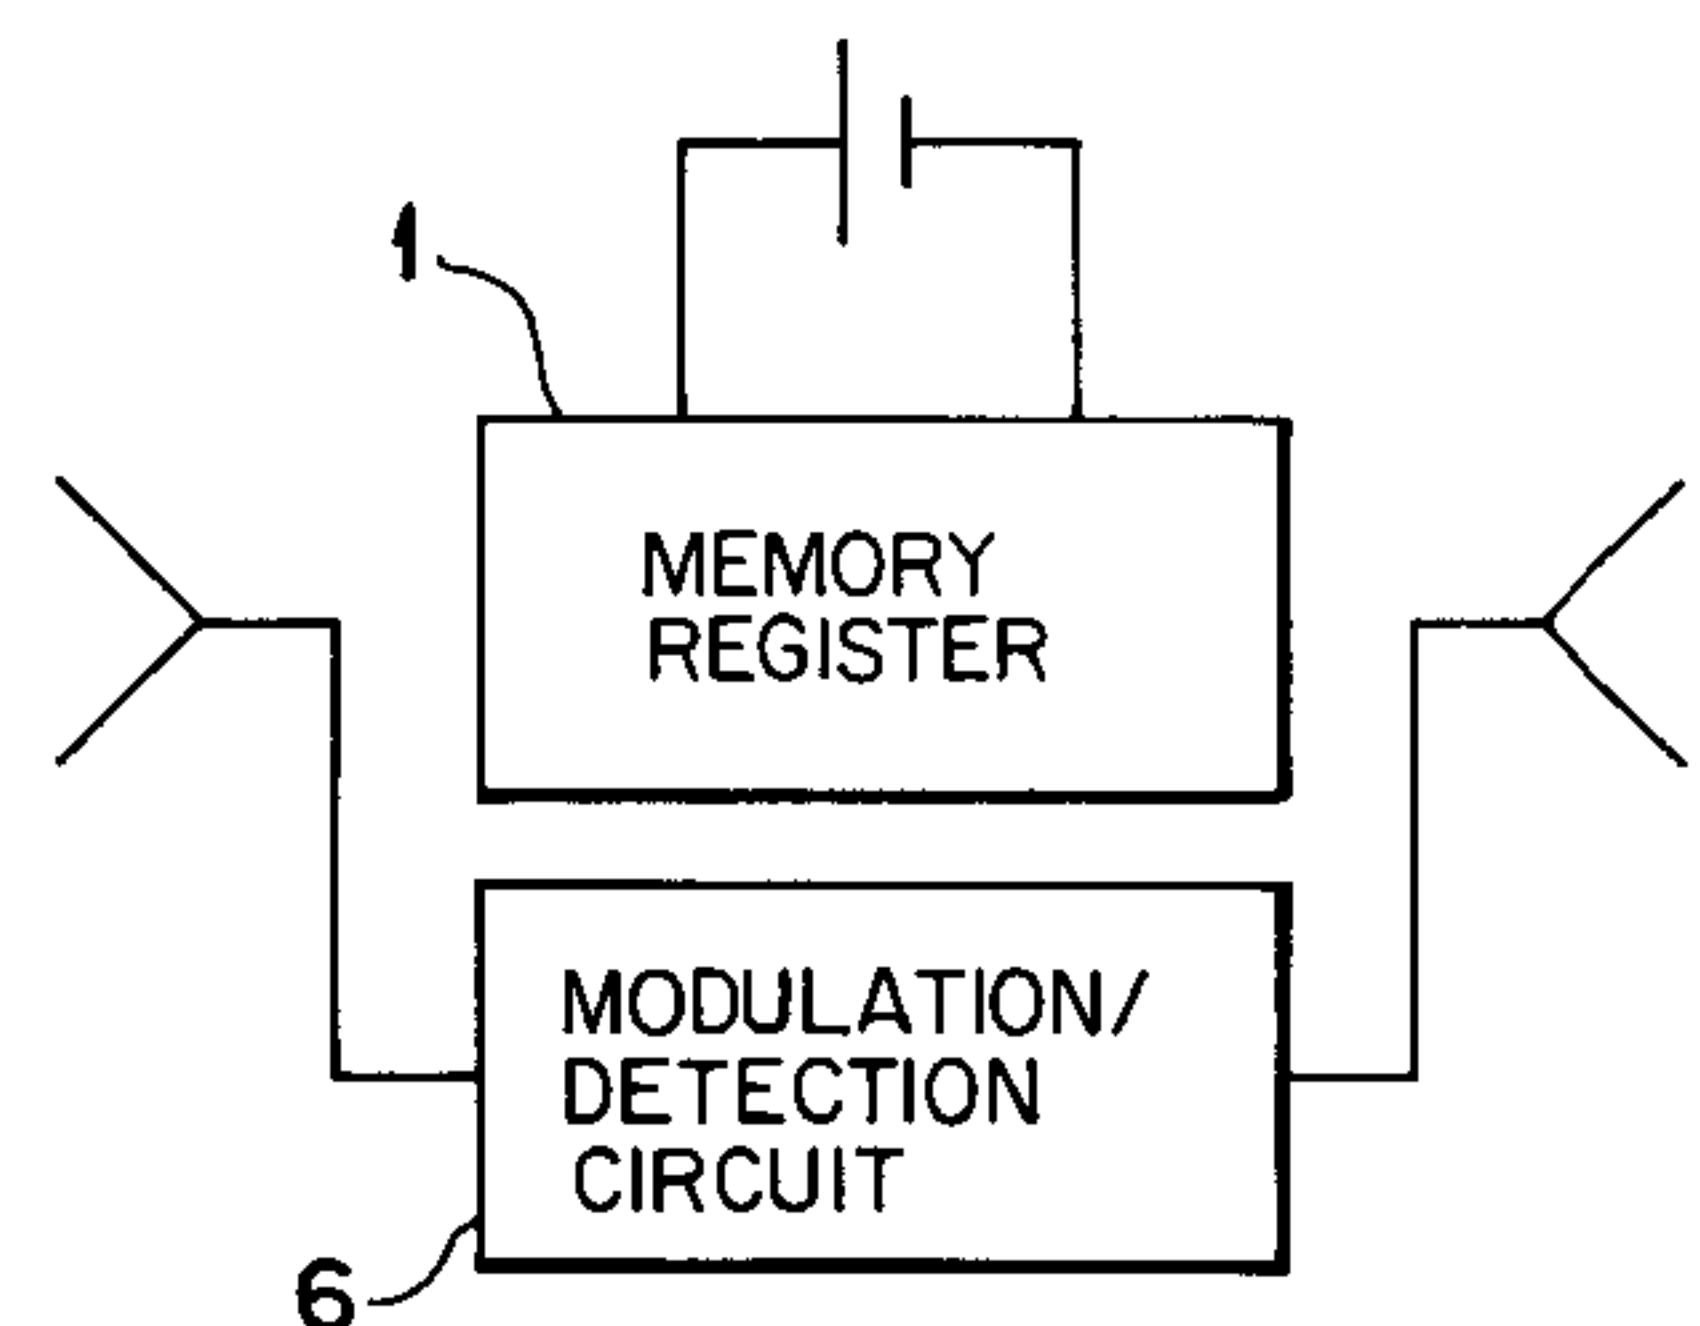 1
MEMORY
REGISTER
MODULATION/
DETECTION
CIRCUIT
6